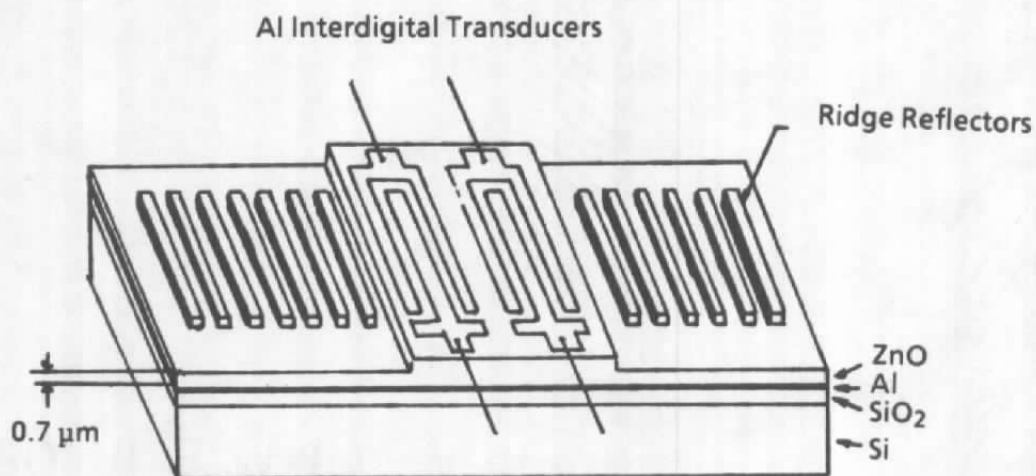 Al Interdigital Transducers
Ridge Reflectors
ZnO
Al
SiO₂
Si
0.7 μm